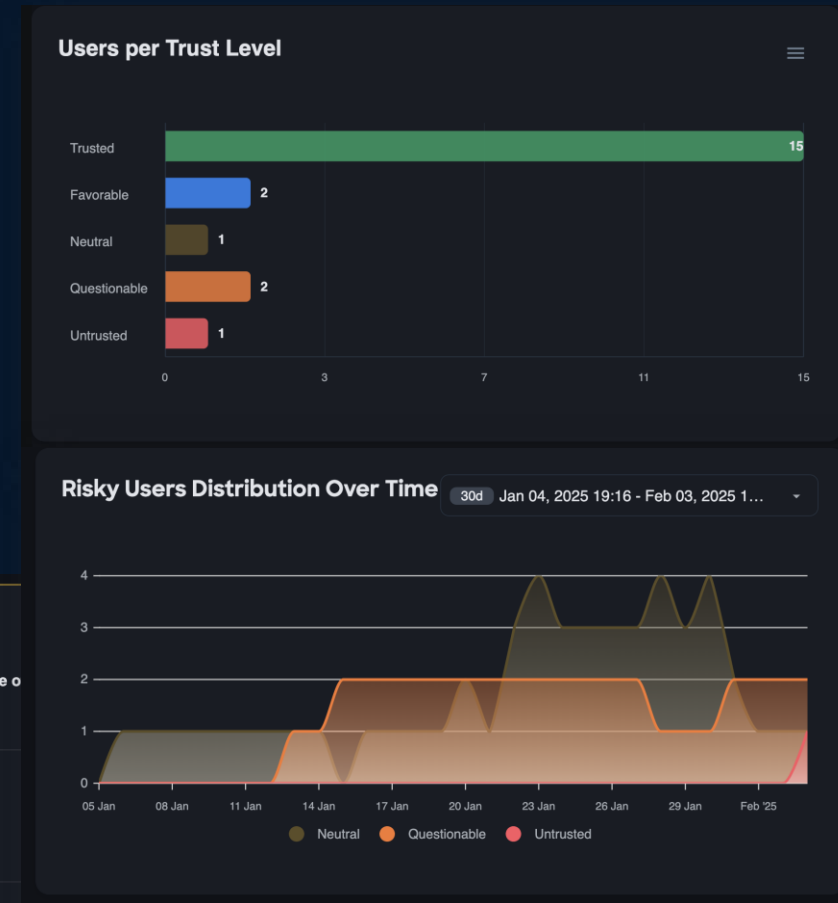 Users per Trust Level
Trusted 15
Favorable 2
Neutral 1
Questionable 2
Untrusted 1
0 3 7 11 15
Risky Users Distribution Over Time 30d Jan 04, 2025 19:16 - Feb 03, 2025 1...
4
3
2
e o
1
0
05 Jan 08 Jan 11 Jan 14 Jan 17 Jan 20 Jan 23 Jan 26 Jan 29 Jan Feb '25
Neutral Questionable Untrusted